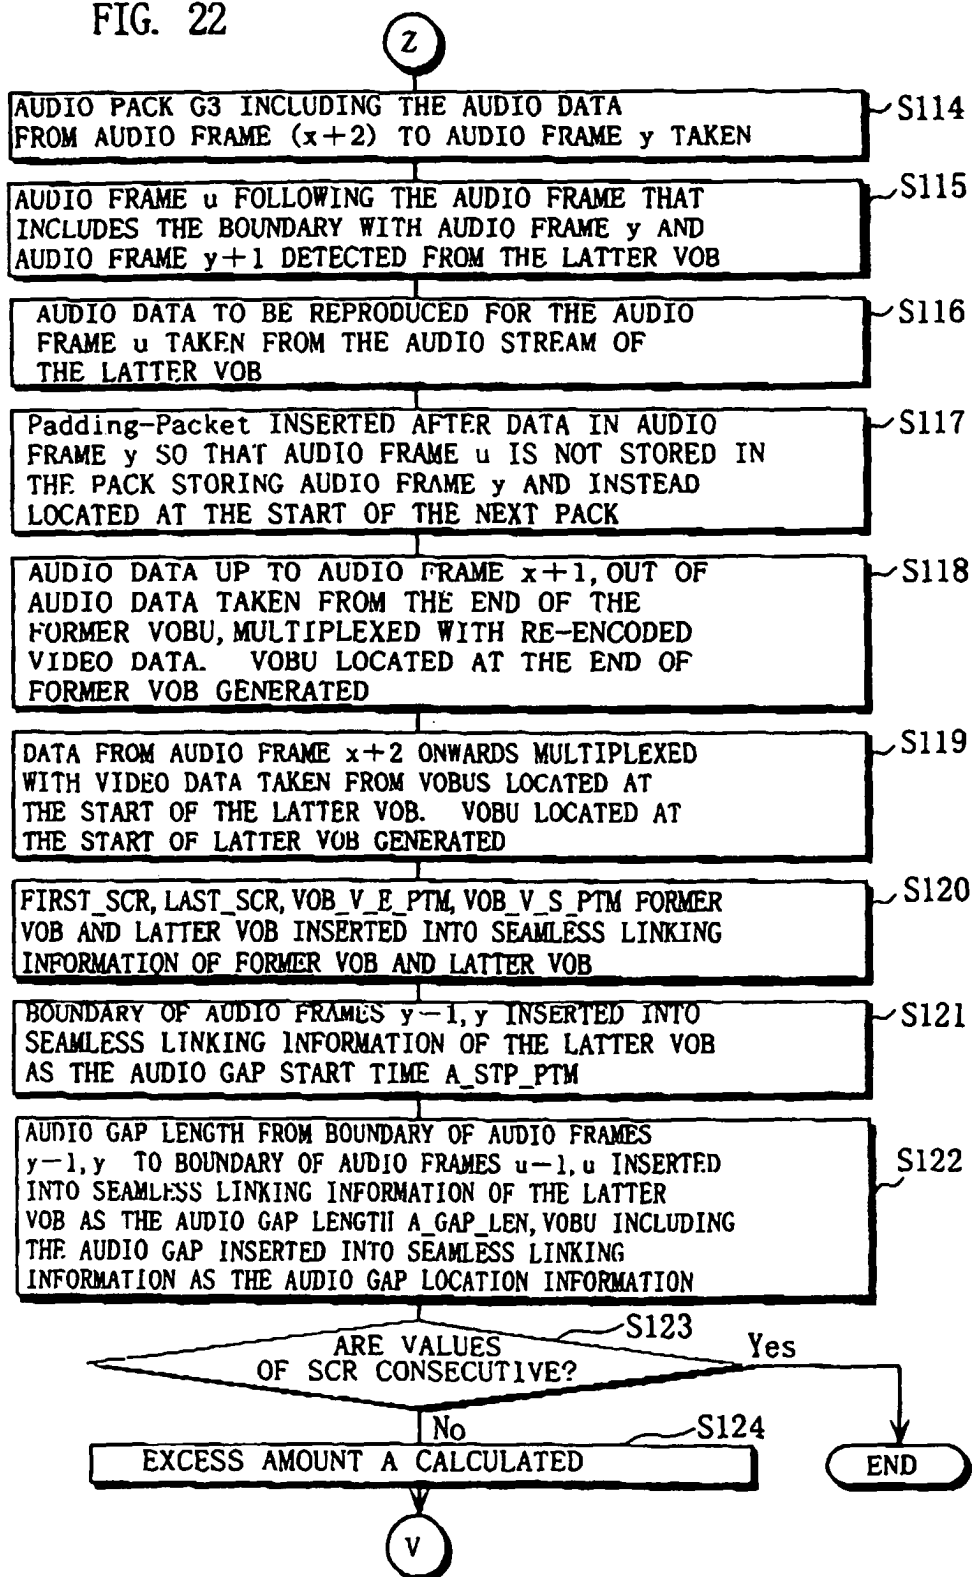 FIG. 22
Z
AUDIO PACK G3 INCLUDING THE AUDIO DATA
FROM AUDIO FRAME (x+2) TO AUDIO FRAME y TAKEN
S114
AUDIO FRAME u FOLLOWING THE AUDIO FRAME THAT
INCLUDES THE BOUNDARY WITH AUDIO FRAME y AND
AUDIO FRAME y+1 DETECTED FROM THE LATTER VOB
S115
AUDIO DATA TO BE REPRODUCED FOR THE AUDIO
FRAME u TAKEN FROM THE AUDIO STREAM OF
THE LATTER VOB
S116
Padding-Packet INSERTED AFTER DATA IN AUDIO
FRAME y SO THAT AUDIO FRAME u IS NOT STORED IN
THE PACK STORING AUDIO FRAME y AND INSTEAD
LOCATED AT THE START OF THE NEXT PACK
S117
AUDIO DATA UP TO AUDIO FRAME x+1, OUT OF
AUDIO DATA TAKEN FROM THE END OF THE
FORMER VOBU, MULTIPLEXED WITH RE-ENCODED
VIDEO DATA. VOBU LOCATED AT THE END OF
FORMER VOB GENERATED
S118
DATA FROM AUDIO FRAME x+2 ONWARDS MULTIPLEXED
WITH VIDEO DATA TAKEN FROM VOBUS LOCATED AT
THE START OF THE LATTER VOB. VOBU LOCATED AT
THE START OF LATTER VOB GENERATED
S119
FIRST_SCR, LAST_SCR, VOB_V_E_PTM, VOB_V_S_PTM FORMER
VOB AND LATTER VOB INSERTED INTO SEAMLESS LINKING
INFORMATION OF FORMER VOB AND LATTER VOB
S120
BOUNDARY OF AUDIO FRAMES y-1, y INSERTED INTO
SEAMLESS LINKING INFORMATION OF THE LATTER VOB
AS THE AUDIO GAP START TIME A_STP_PTM
S121
AUDIO GAP LENGTH FROM BOUNDARY OF AUDIO FRAMES
y-1, y TO BOUNDARY OF AUDIO FRAMES u-1, u INSERTED
INTO SEAMLESS LINKING INFORMATION OF THE LATTER
VOB AS THE AUDIO GAP LENGTH A_GAP_LEN, VOBU INCLUDING
THE AUDIO GAP INSERTED INTO SEAMLESS LINKING
INFORMATION AS THE AUDIO GAP LOCATION INFORMATION
S122
ARE VALUES
OF SCR CONSECUTIVE?
S123
Yes
No
EXCESS AMOUNT A CALCULATED
S124
END
V